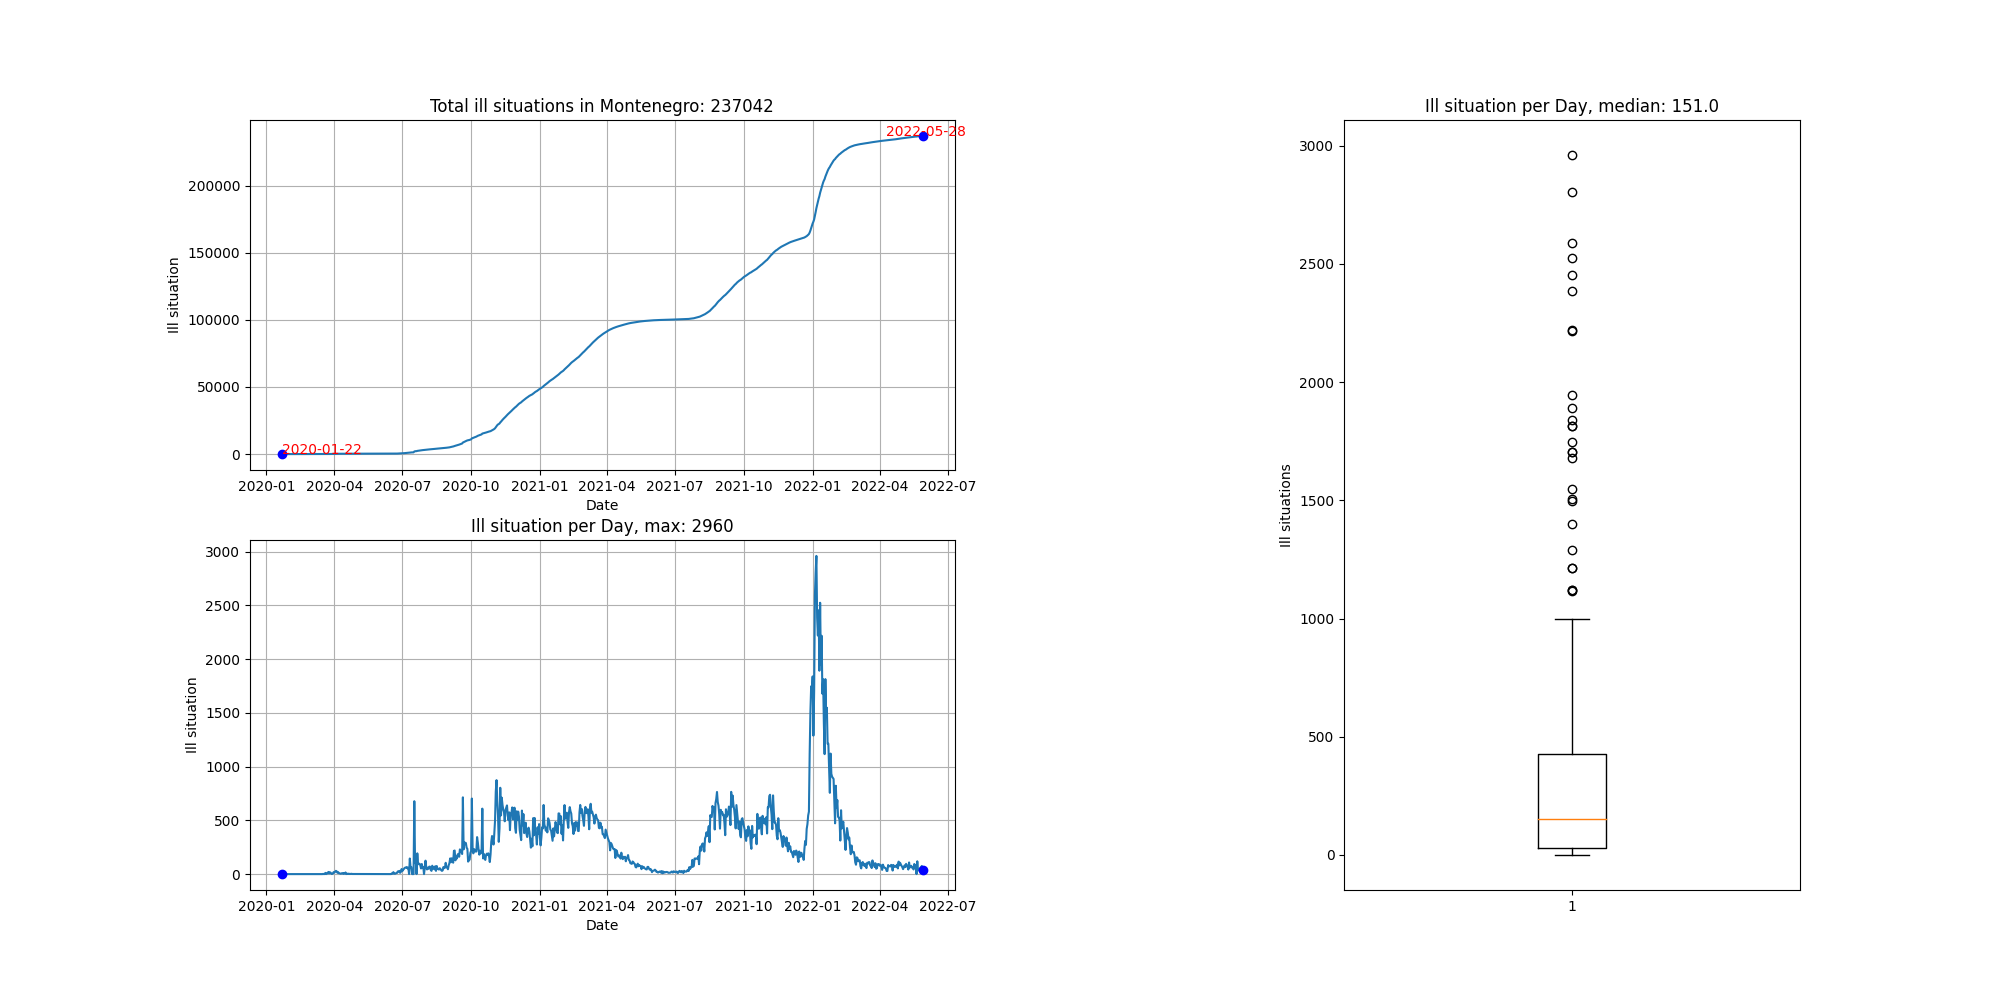 Total ill situations in Montenegro: 237042
2022-05-28
200000
150000
100000
50000
0
Ill situation
2020-01-22
2020-01 2020-04 2020-07 2020-10 2021-01 2021-04 2021-07 2021-10 2022-01 2022-04 2022-07
Date
Ill situation per Day, max: 2960
3000
2500
2000
1500
1000
500
0
Ill situation
2020-01 2020-04 2020-07 2020-10 2021-01 2021-04 2021-07 2021-10 2022-01 2022-04 2022-07
Date
Ill situation per Day, median: 151.0
3000
2500
2000
1500
1000
500
0
Ill situations
1